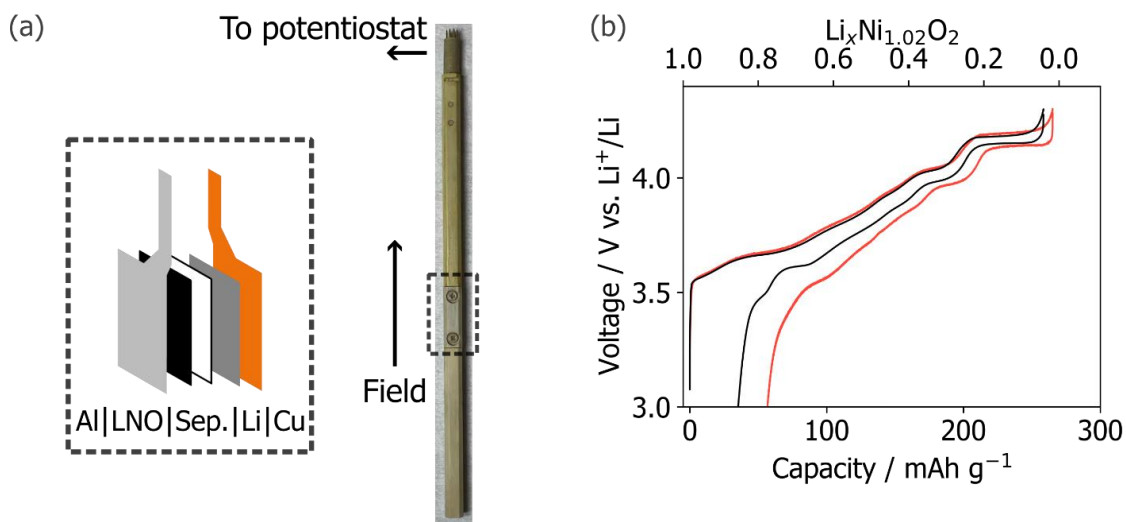 (a)
To potentiostat
Field
Al|LNO|Sep.|Li|Cu
(b)
LiₓNi₁.₀₂O₂
1.0 0.8 0.6 0.4 0.2 0.0
Voltage / V vs. Li⁺/Li
4.0
3.5
3.0
0 100 200 300
Capacity / mAh g⁻¹